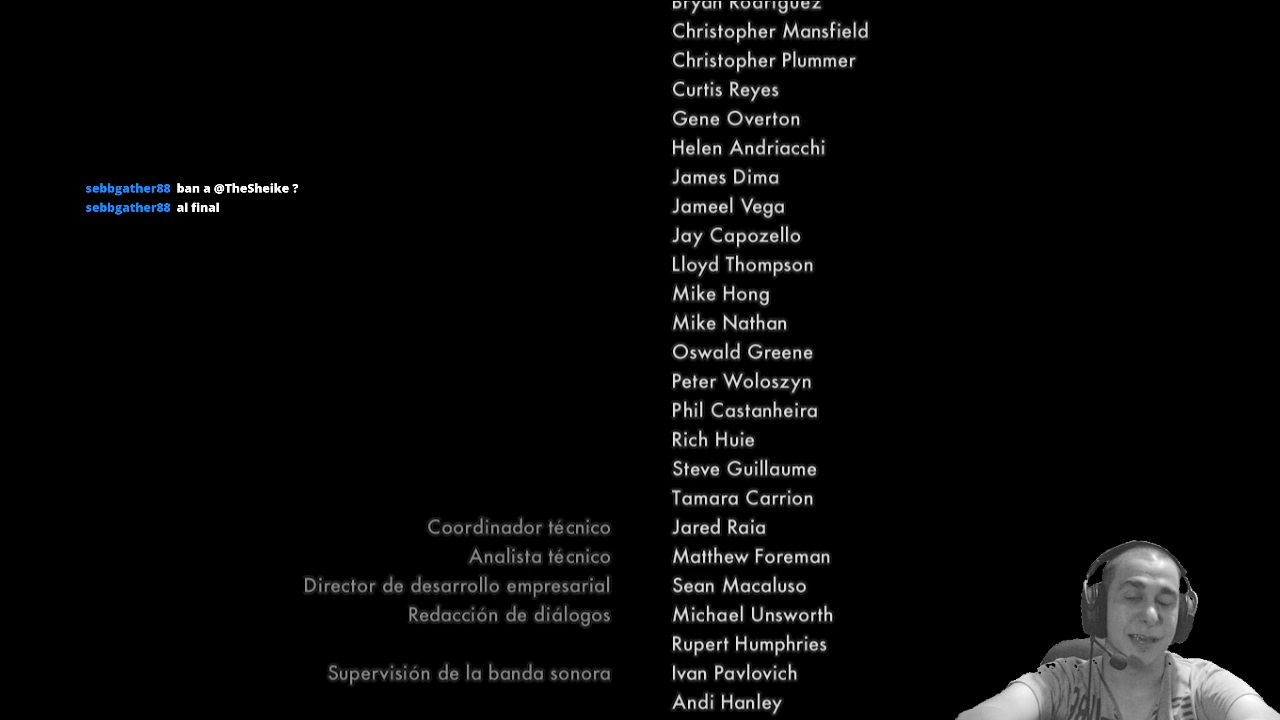 Bryan Rodriguez
Christopher Mansfield
Christopher Plummer
Curtis Reyes
Gene Overton
Helen Andriacchi
James Dima
sebbgather88 ban a @TheSheike ?
sebbgather88 al final
Jameel Vega
Jay Capozello
Lloyd Thompson
Mike Hong
Mike Nathan
Oswald Greene
Peter Woloszyn
Phil Castanheira
Rich Huie
Steve Guillaume
Tamara Carrion
Coordinador técnico Jared Raia
Analista técnico Matthew Foreman
Director de desarrollo empresarial Sean Macaluso
Redacción de diálogos Michael Unsworth
Rupert Humphries
Supervisión de la banda sonora Ivan Pavlovich
Andi Hanley